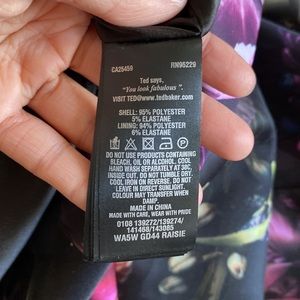 CA25459 RN95229
Ted says,
"You look fabulous".
VISIT TED@www.tedbaker.com
SHELL: 95% POLYESTER
5% ELASTANE
LINING: 94% POLYESTER
6% ELASTANE
DO NOT USE PRODUCTS CONTAINING
BLEACH, OIL OR ALCOHOL. COOL
HAND WASH SEPARATELY AT 30C,
INSIDE OUT. DO NOT TUMBLE DRY.
COOL IRON ON REVERSE. DO NOT
LEAVE IN DIRECT SUNLIGHT.
COLOUR MAY TRANSFER WHEN
DAMP.
MADE IN CHINA
MADE WITH CARE, WEAR WITH PRIDE
0108 139272/139274/
141468/143085
WA5W GD44 RAISIE